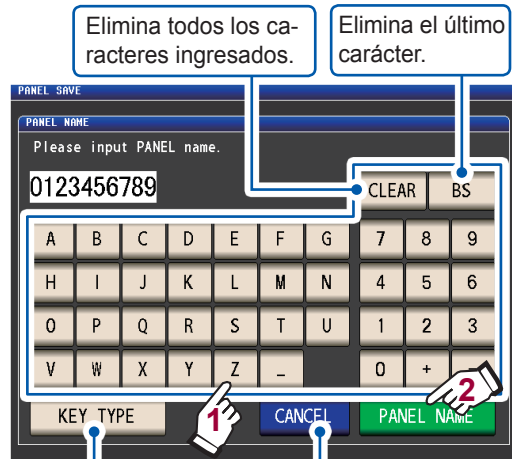 Elimina todos los ca-
racteres ingresados.
Elimina el último
carácter.
PANEL SAVE
PANEL NAME
Please input PANEL name.
0123456789
CLEAR BS
A B C D E F G 7 8 9
H I J K L M N 4 5 6
O P Q R S T U 1 2 3
V W X Y Z _ 0 +
1 2
KEY TYPE CANCEL PANEL NAME